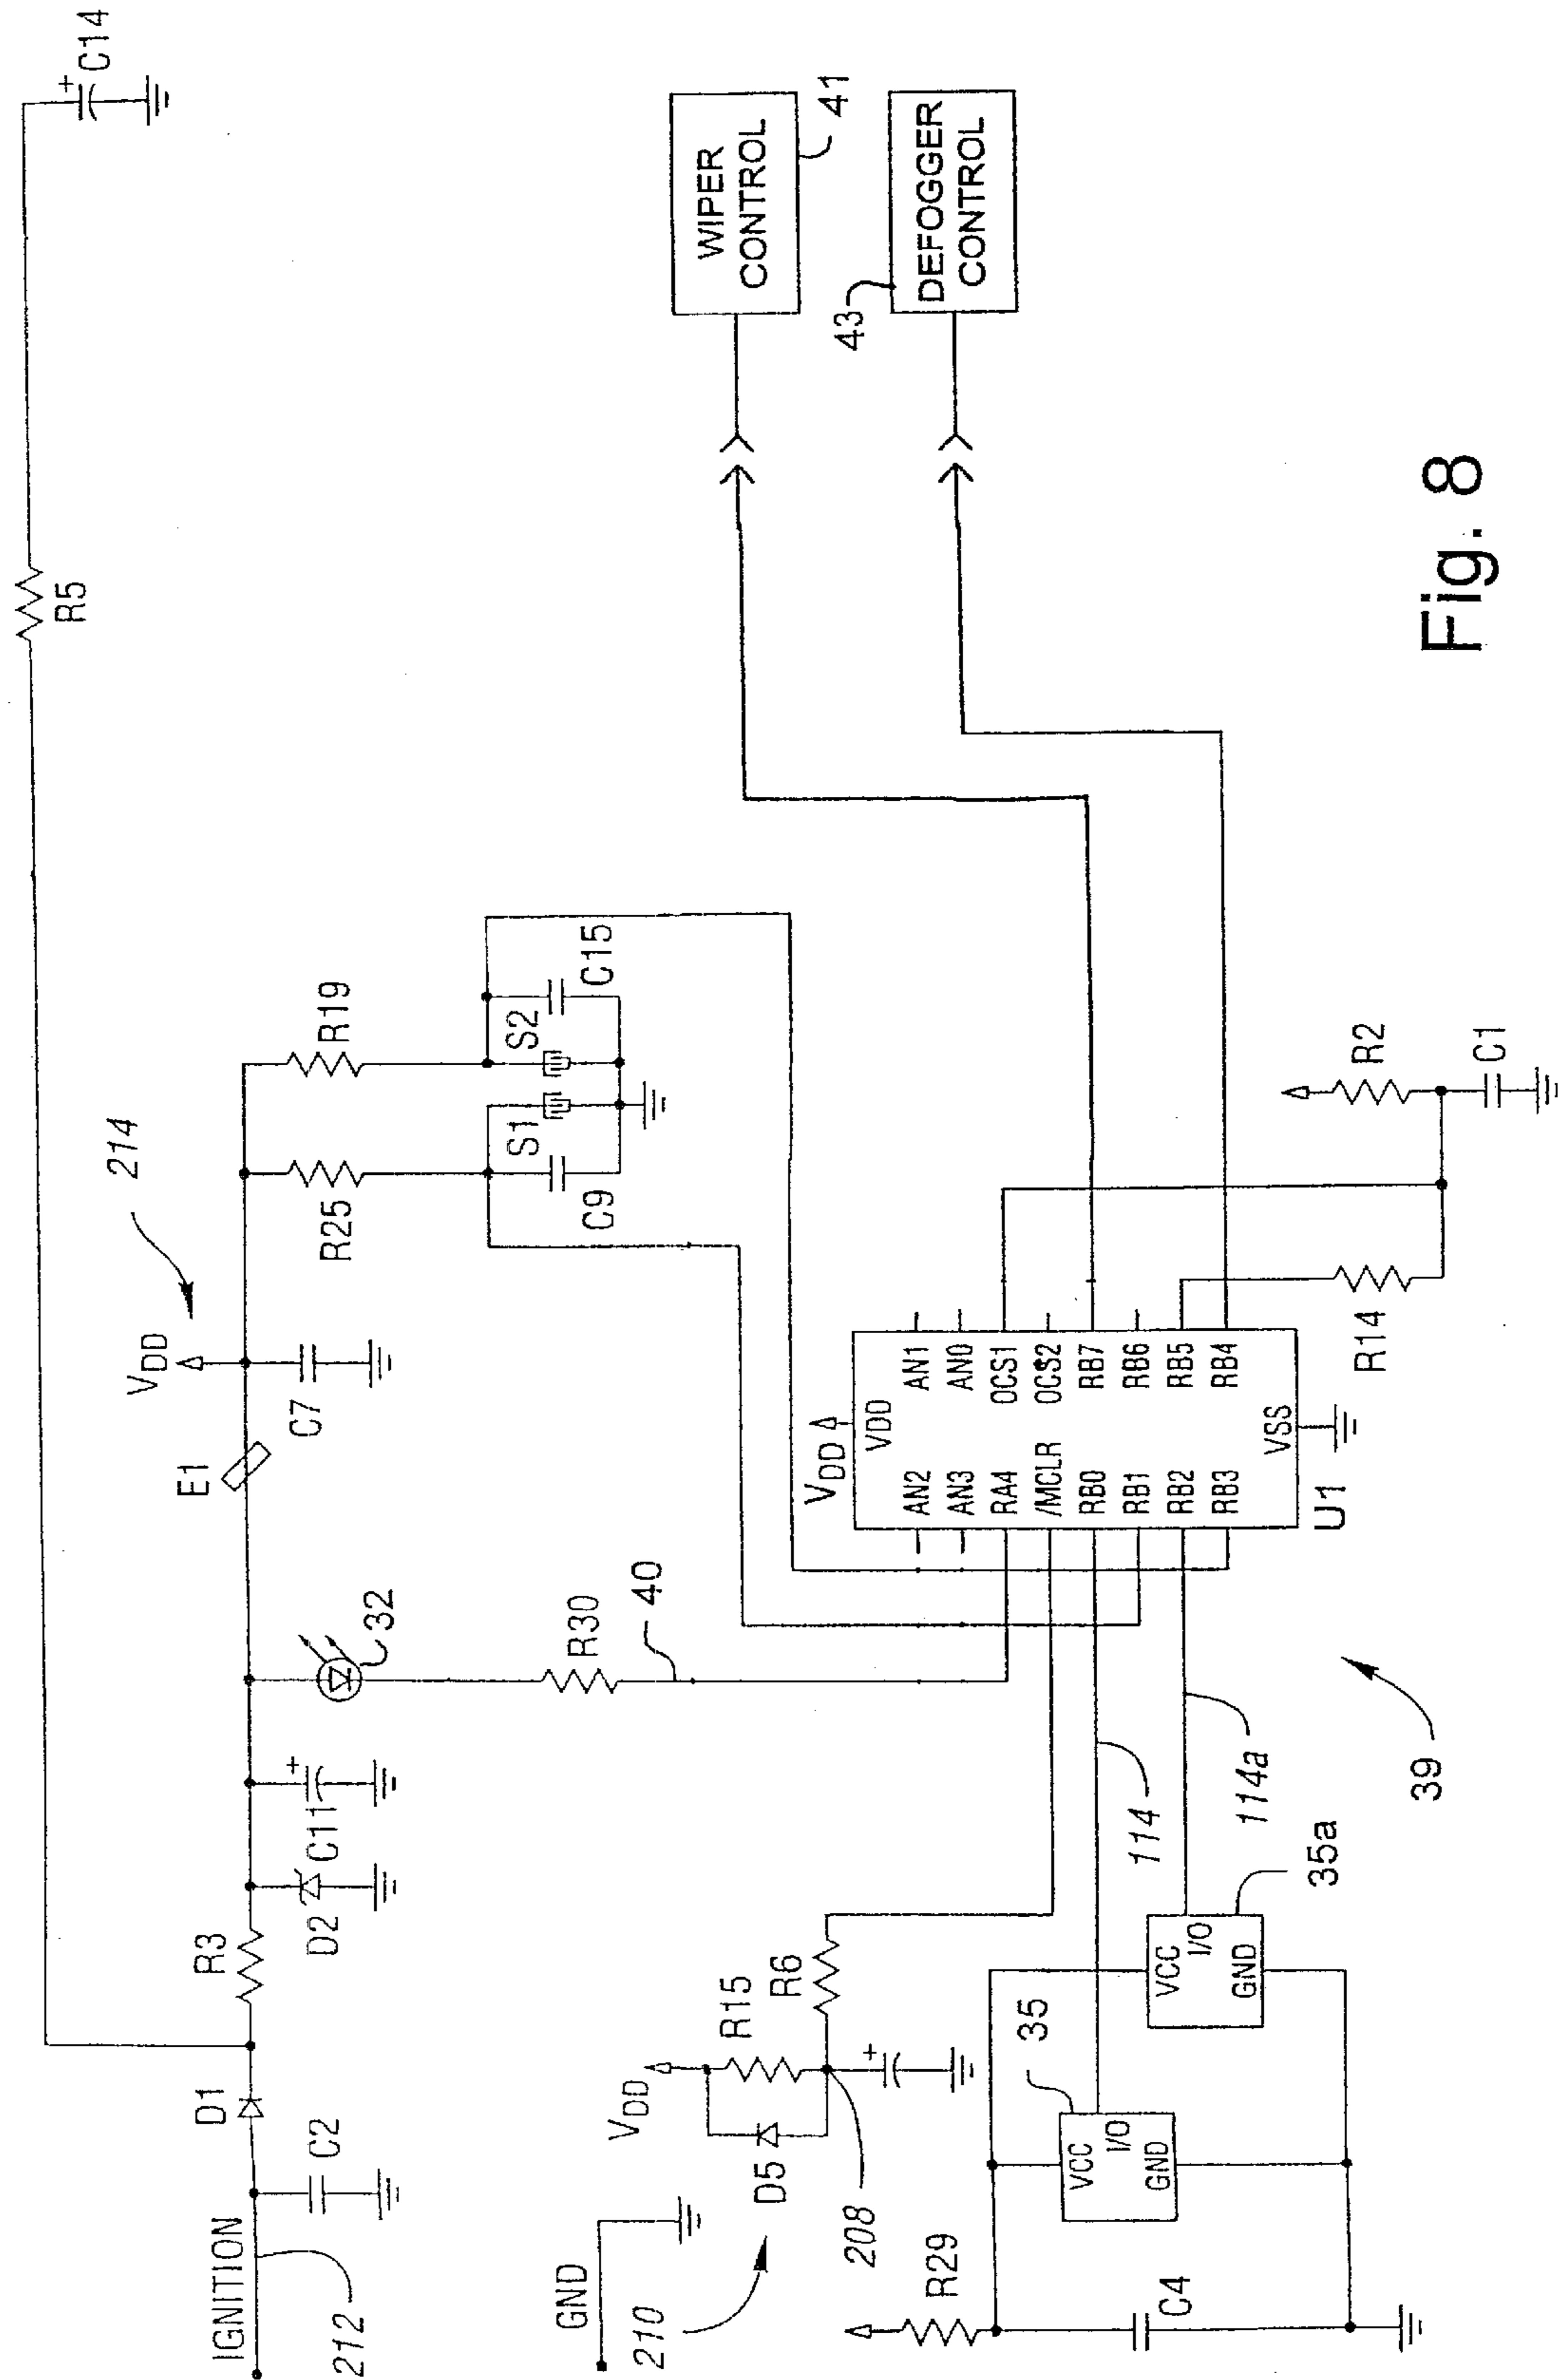 IGNITION
212
C2
D1
R3
D2
C11
32
E1
VDD
C7
214
R25
R19
S1
S2
C9
C15
R5
C14
+
+
GND
210
VDD
D5
R15
208
+
R6
R30
40
R29
C4
35
VCC
I/O
GND
VCC
I/O
GND
35a
114
114a
39
VDD
VDD
AN2
AN3
RA4
/MCLR
RB0
RB1
RB2
RB3
AN1
AN0
OCS1
OCS2
RB7
RB6
RB5
RB4
VSS
U1
R14
R2
C1
WIPER
CONTROL
41
DEFOGGER
CONTROL
43
Fig. 8